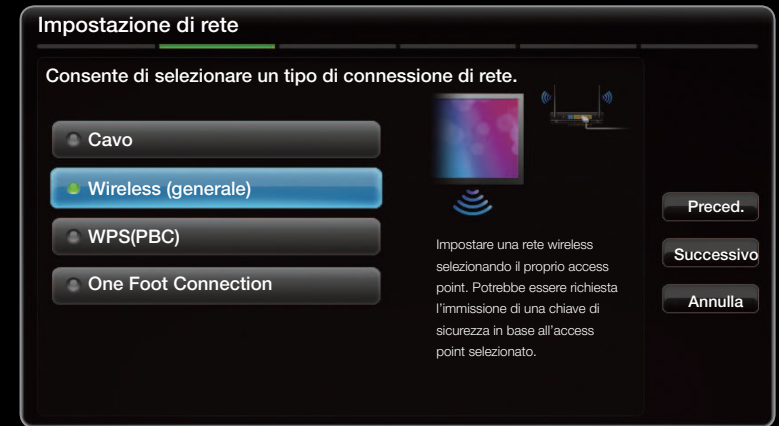 Impostazione di rete
Consente di selezionare un tipo di connessione di rete.
Cavo
Wireless (generale)
WPS(PBC)
One Foot Connection
Impostare una rete wireless
selezionando il proprio access
point. Potrebbe essere richiesta
l'immissione di una chiave di
sicurezza in base all'access
point selezionato.
Preced.
Successivo
Annulla